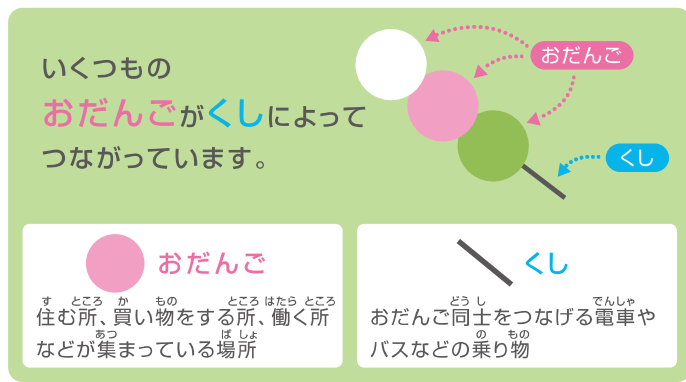 いくつもの
おだんごがくしによって
つながっています。
おだんご
くし
おだんご
す ところ か もの ところ はたら ところ
住む所、買い物をする所、働く所
あつ ば しょ
などが集まっている場所
くし
どう し でんしゃ
おだんご同士をつなげる電車や
の もの
バスなどの乗り物